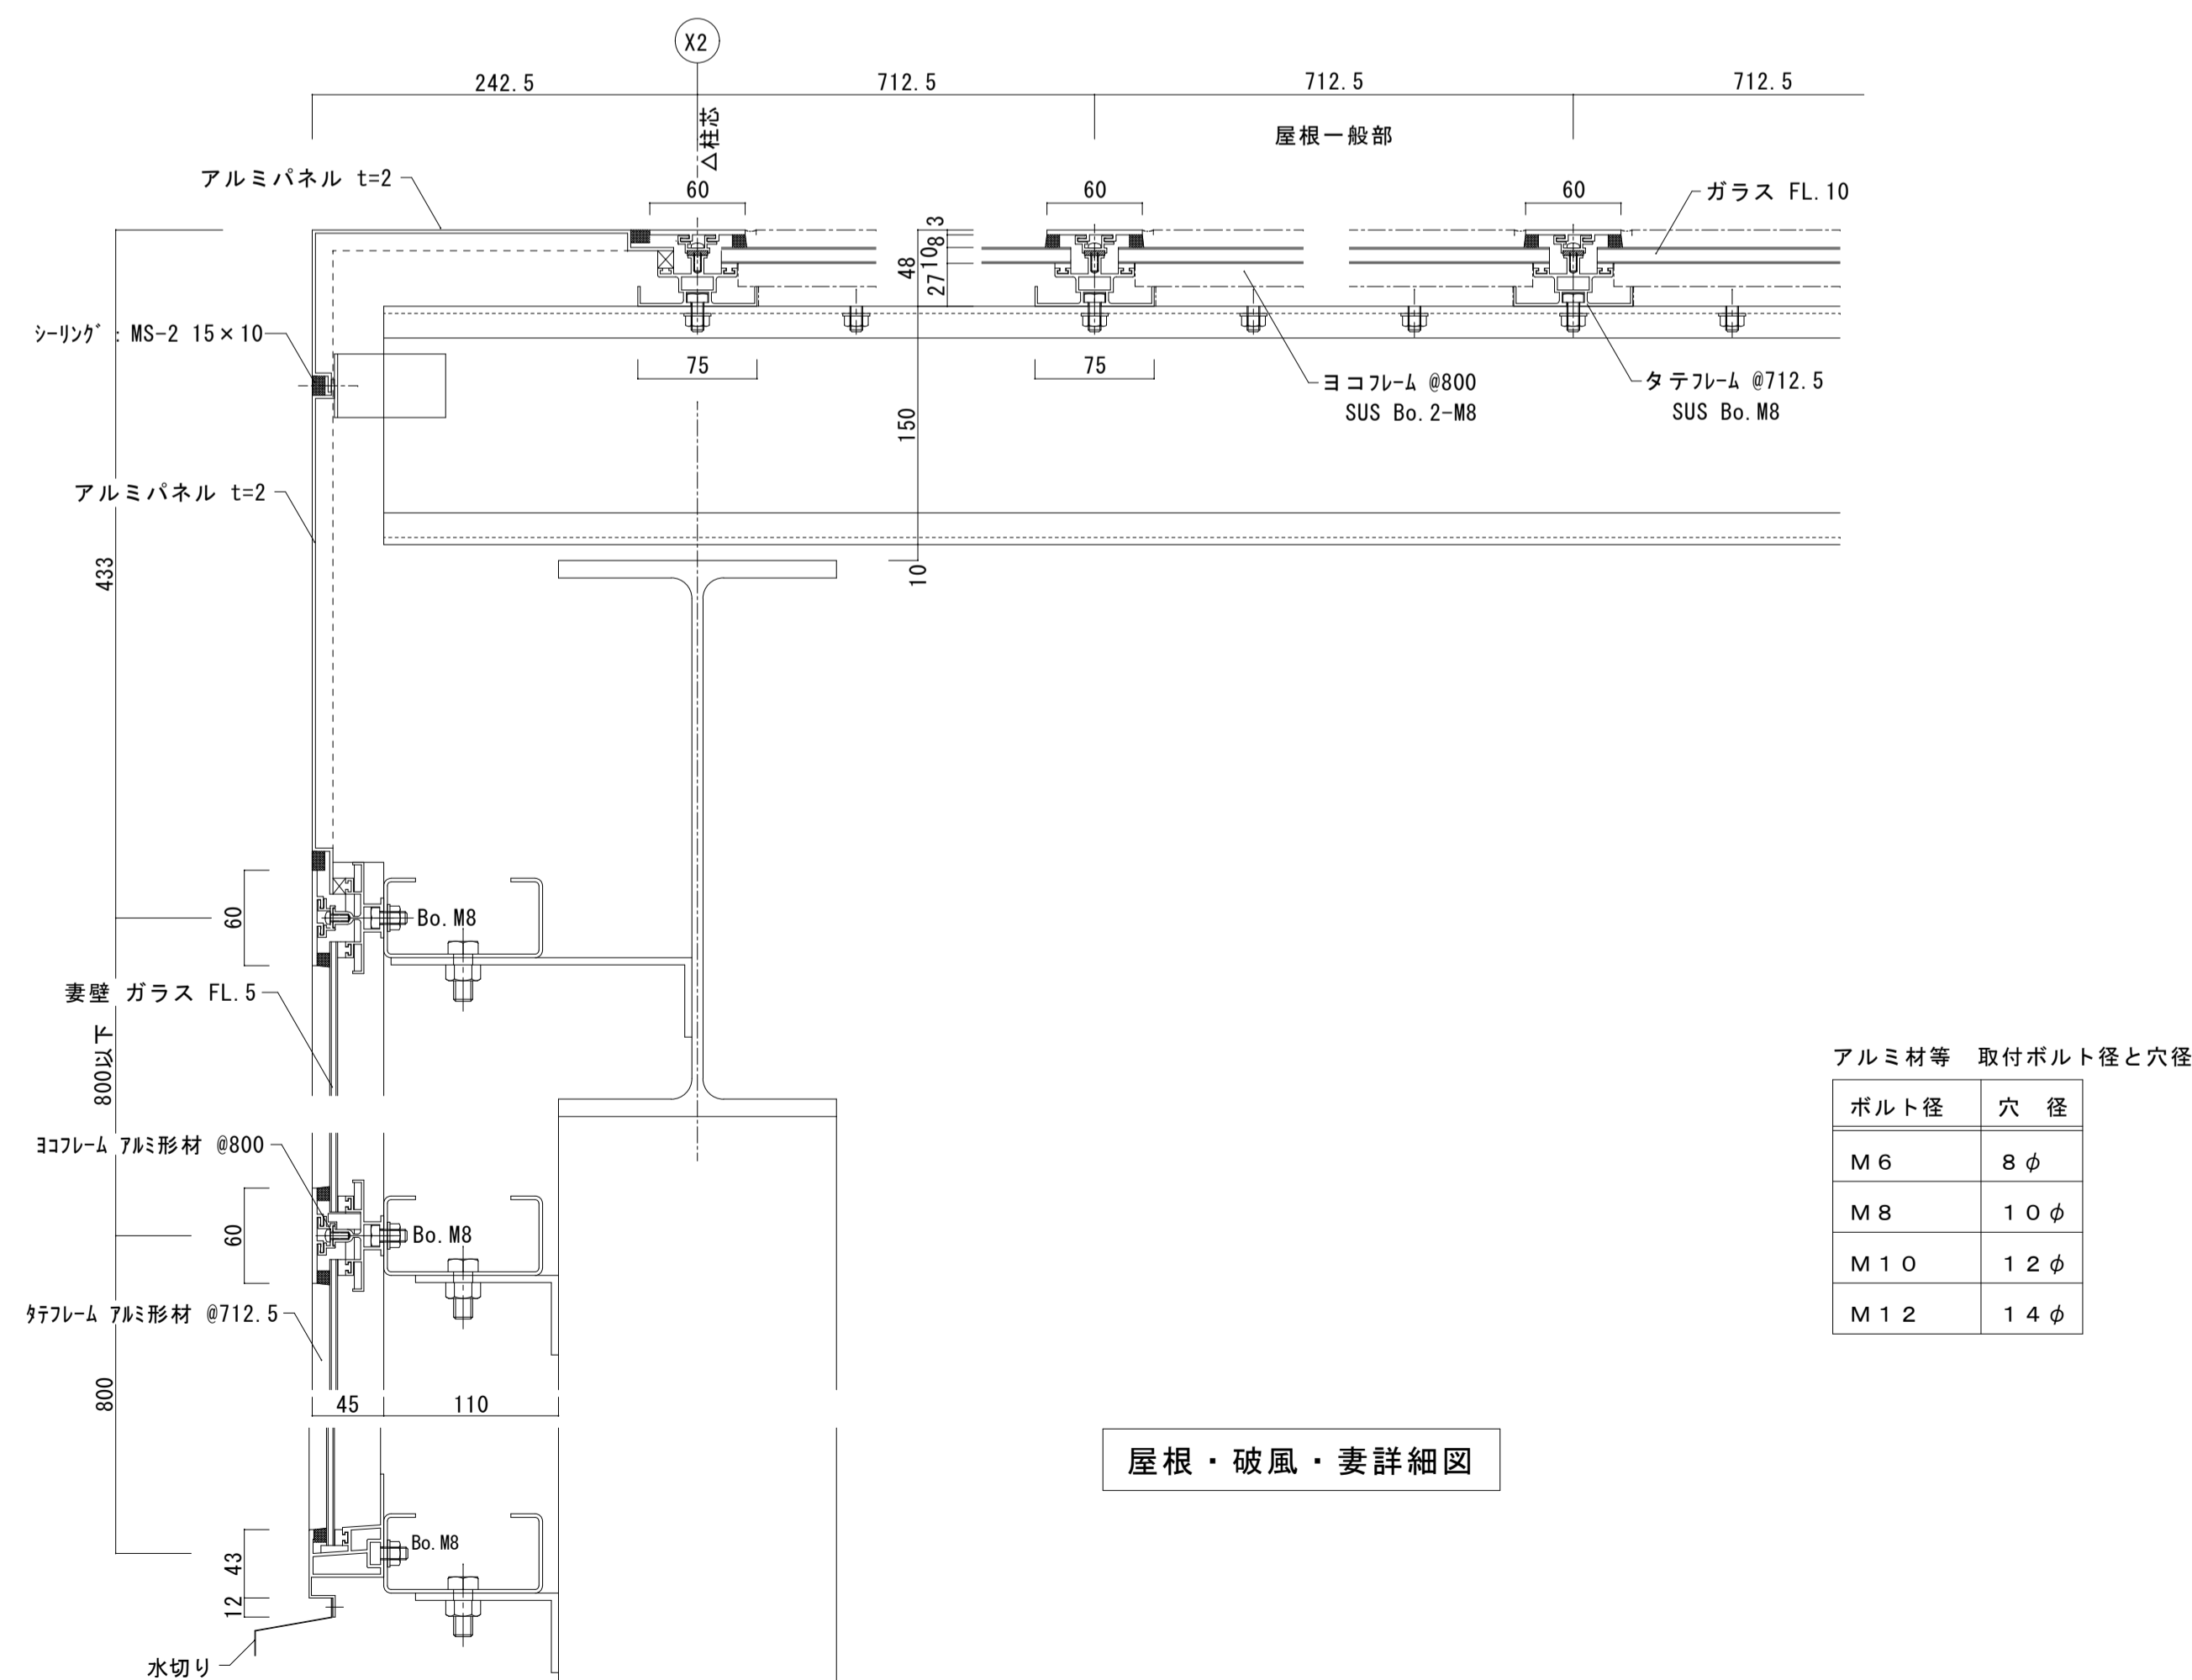 X2
242.5
712.5
712.5
712.5
△柱芯
屋根一般部
アルミパネル t=2
60
60
60
ガラス FL.10
3
8
10
27
48
シーリング : MS-2 15×10
75
75
ヨコフレーム @800
SUS Bo.2-M8
タテフレーム @712.5
SUS Bo.M8
150
アルミパネル t=2
433
10
60
Bo.M8
妻壁 ガラス FL.5
800以下
アルミ材等 取付ボルト径と穴径
ボルト径 穴 径
M6 8φ
M8 10φ
M10 12φ
M12 14φ
ヨコフレーム アルミ形材 @800
60
Bo.M8
タテフレーム アルミ形材 @712.5
800
45
110
屋根・破風・妻詳細図
43
Bo.M8
12
水切り